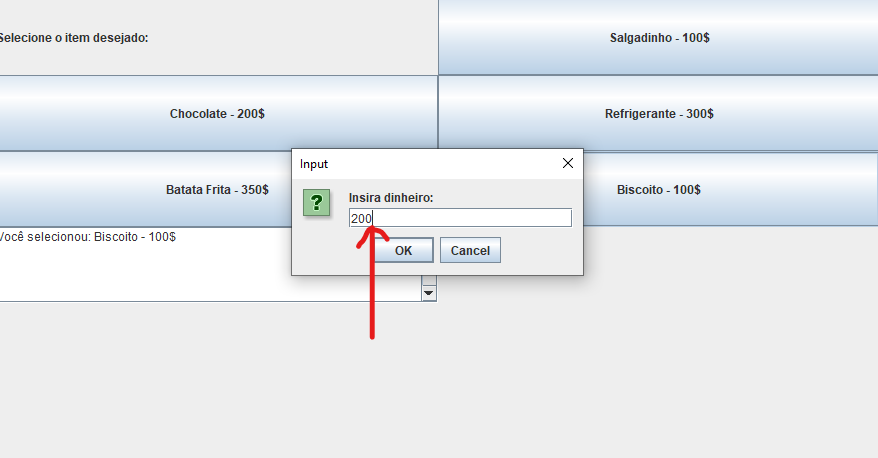 Selecione o item desejado:
Salgadinho - 100$
Chocolate - 200$
Refrigerante - 300$
Batata Frita - 350$
Biscoito - 100$
Você selecionou: Biscoito - 100$
Input
?
Insira dinheiro:
200
OK
Cancel